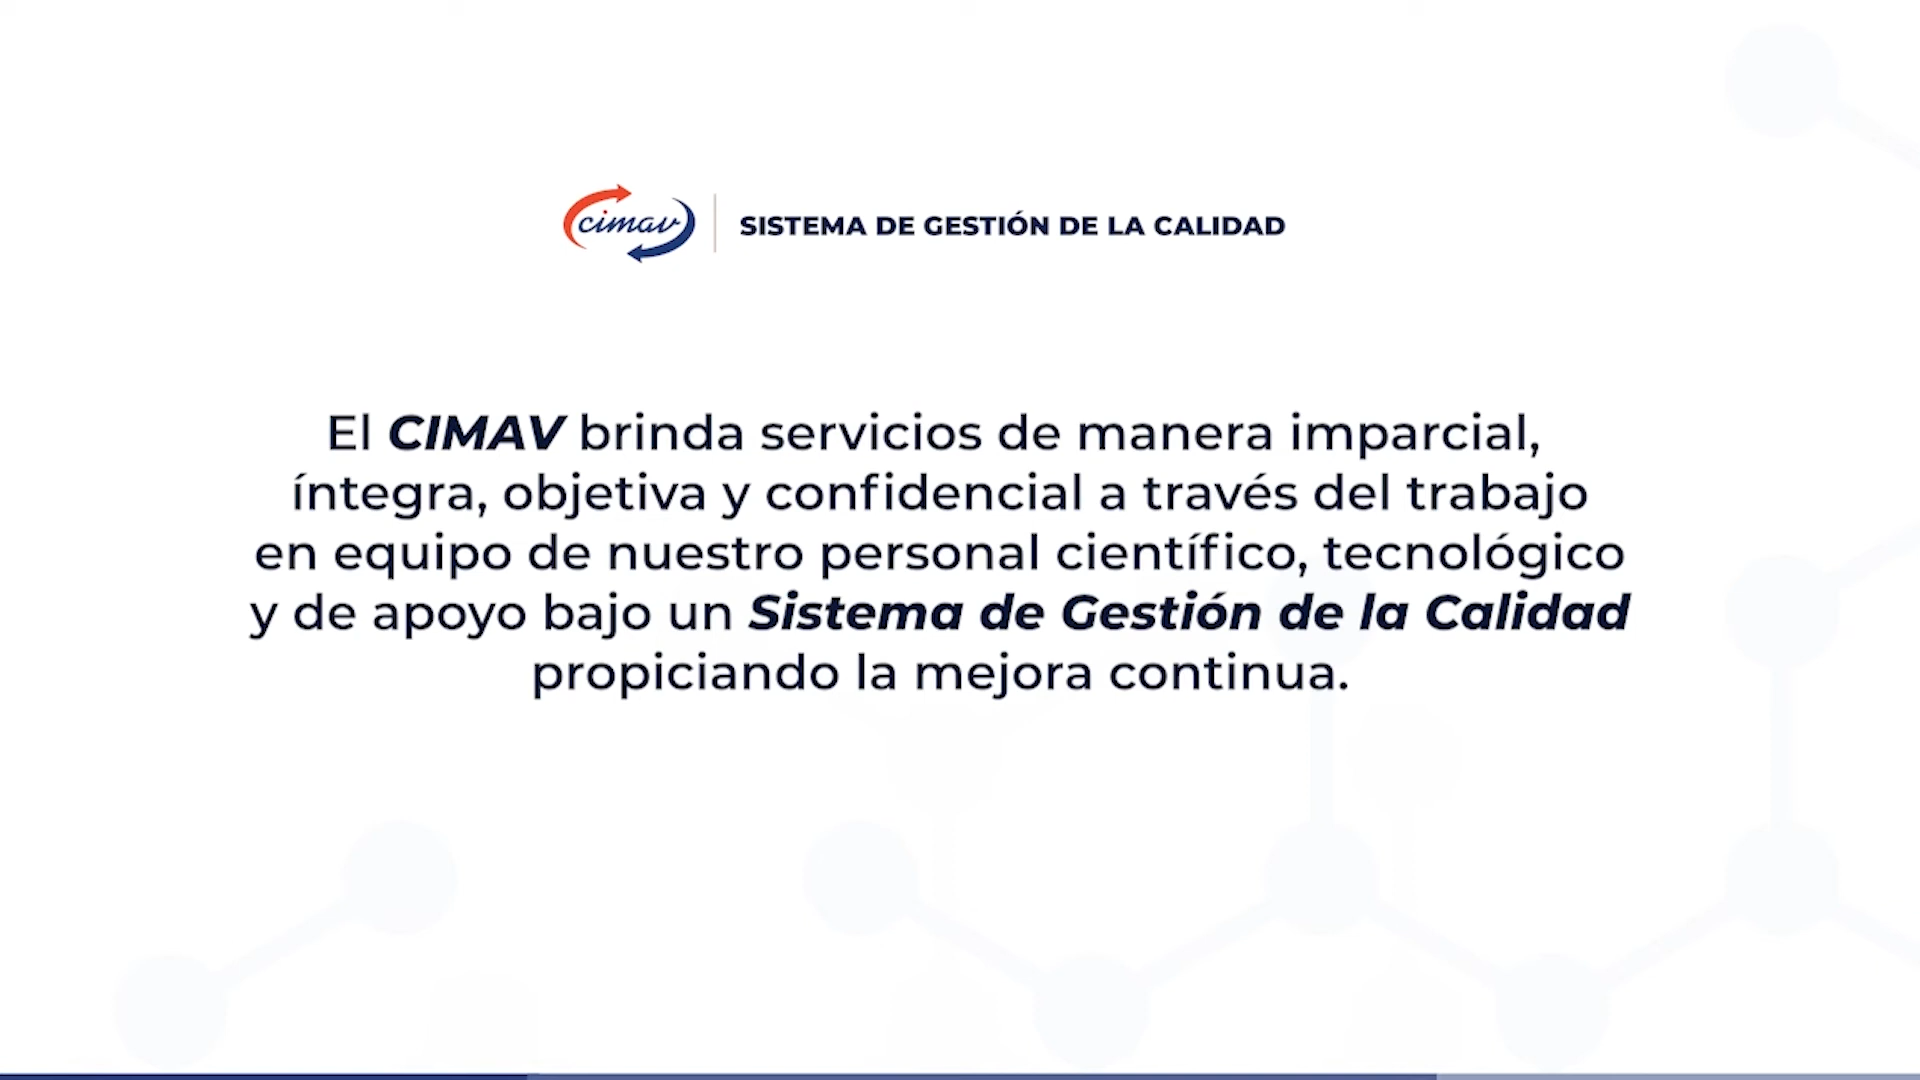 cimav
SISTEMA DE GESTIÓN DE LA CALIDAD
El CIMAV brinda servicios de manera imparcial,
íntegra, objetiva y confidencial a través del trabajo
en equipo de nuestro personal científico, tecnológico
y de apoyo bajo un Sistema de Gestión de la Calidad
propiciando la mejora continua.